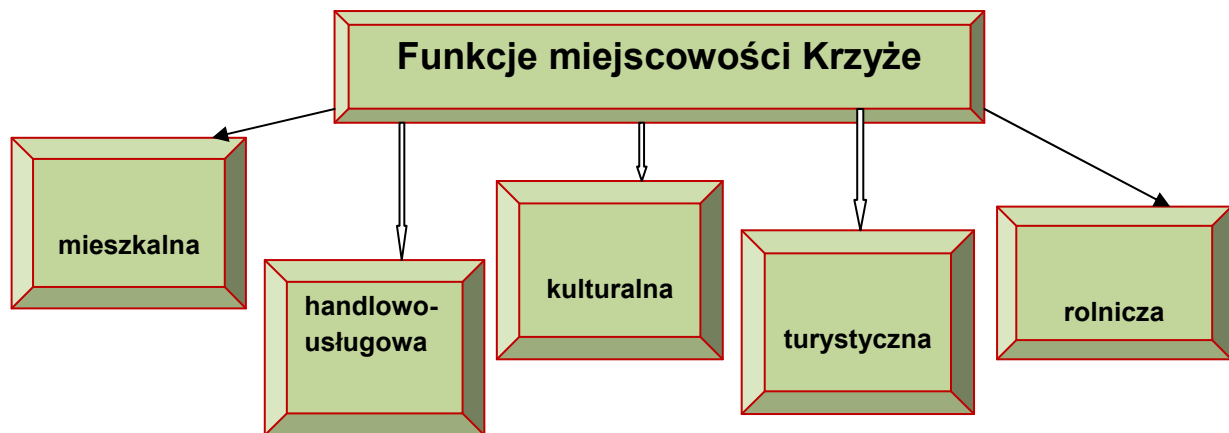 Funkcje miejscowości Krzyże
mieszkalna
handlowo-
usługowa
kulturalna
turystyczna
rolnicza